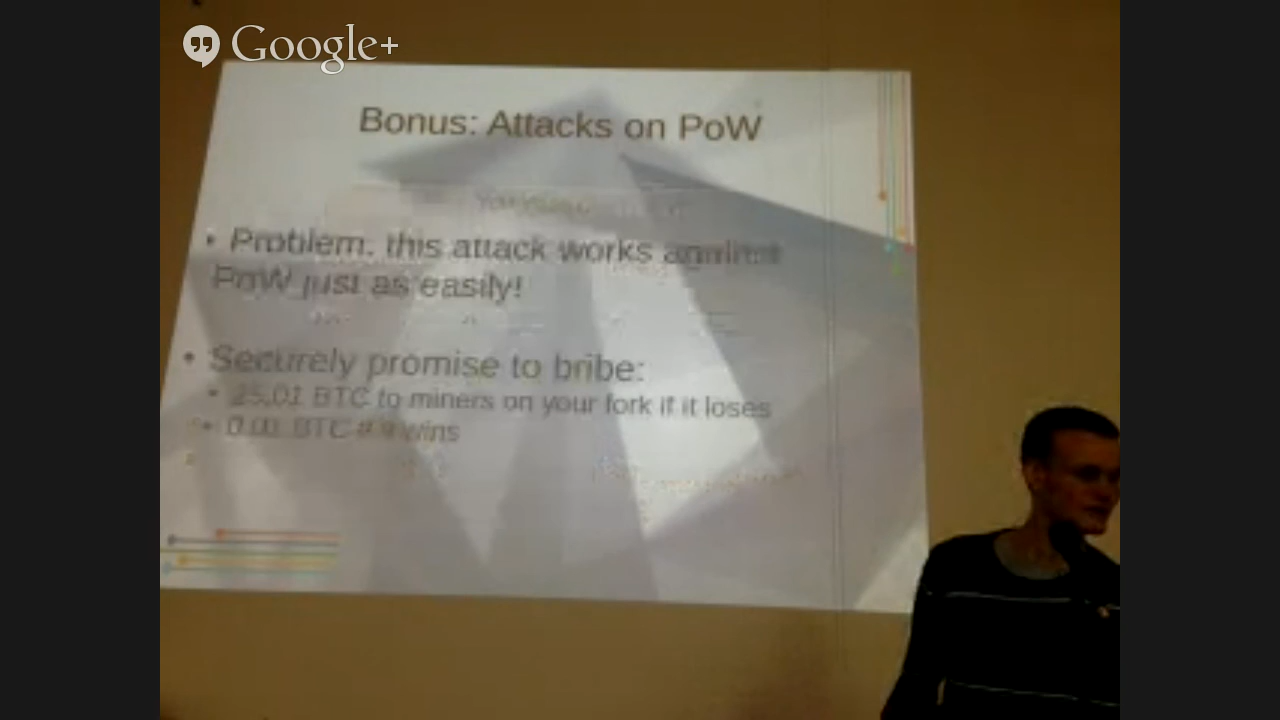 Google+
Bonus: Attacks on PoW
• Problem, this attack works against
PoW just as easily!
• Securely promise to bribe:
• 25.01 BTC to miners on your fork if it loses
• 0.01 BTC if it wins